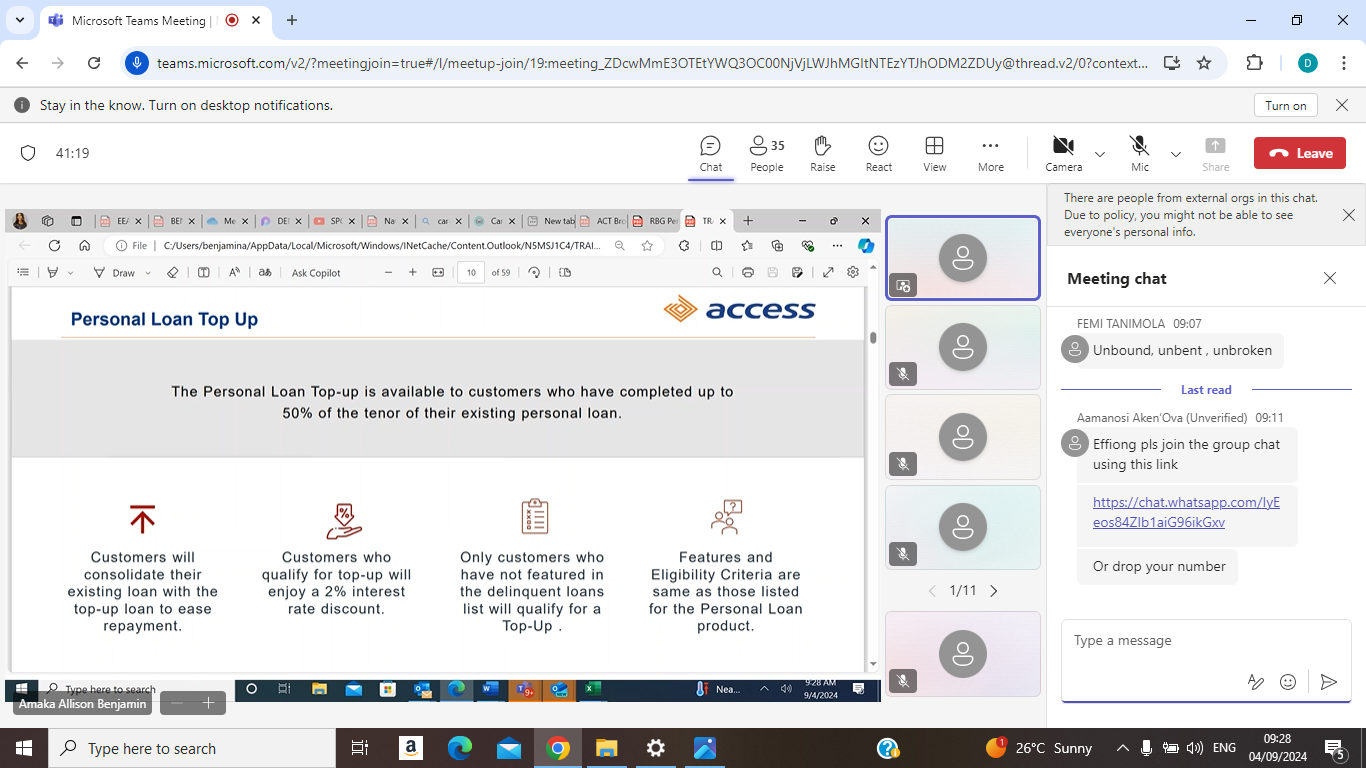 Microsoft Teams Meeting |
teams.microsoft.com/v2/?meetingjoin=true#/l/meetup-join/19:meeting_ZDcwMmE3OTEtYWQ3OC00NjVjLWJhMGItNTEzYTJhODM2ZDUy@thread.v2/0?context...
D
Stay in the know. Turn on desktop notifications.
Turn on
41:19
Chat
35
People
Raise
React
View
More
Camera
Mic
Share
Leave
EEA
BEN
Me
DEI
SPO
Na
car
Car
New tab
ACT Bro
RBG Pe
TRA
File
C:/Users/benjamina/AppData/Local/Microsoft/Windows/INetCache/Content.Outlook/N5MSJ1C4/TRAI...
Draw
Ask Copilot
10
of 59
Personal Loan Top Up
access
The Personal Loan Top-up is available to customers who have completed up to
50% of the tenor of their existing personal loan.
Customers will
consolidate their
existing loan with the
top-up loan to ease
repayment.
Customers who
qualify for top-up will
enjoy a 2% interest
rate discount.
Only customers who
have not featured in
the delinquent loans
list will qualify for a
Top-Up .
Features and
Eligibility Criteria are
same as those listed
for the Personal Loan
product.
Type here to search
Nea...
9:28 AM
9/4/2024
Amaka Allison Benjamin
1/11
There are people from external orgs in this chat.
Due to policy, you might not be able to see
everyone's personal info.
Meeting chat
FEMI TANIMOLA 09:07
Unbound, unbent , unbroken
Last read
Aamanosi Aken'Ova (Unverified) 09:11
Effiong pls join the group chat
using this link
https://chat.whatsapp.com/IyE
eos84ZIb1aiG96ikGxv
Or drop your number
Type a message
Type here to search
26°C Sunny
ENG
09:28
04/09/2024
5